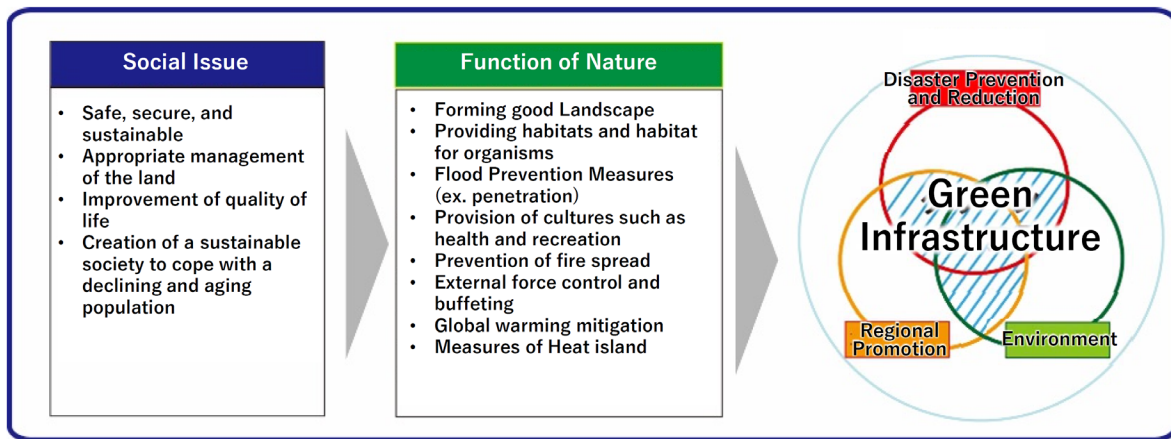 Social Issue
• Safe, secure, and
sustainable
• Appropriate management
of the land
• Improvement of quality of
life
• Creation of a sustainable
society to cope with a
declining and aging
population
Function of Nature
• Forming good Landscape
• Providing habitats and habitat
for organisms
• Flood Prevention Measures
(ex. penetration)
• Provision of cultures such as
health and recreation
• Prevention of fire spread
• External force control and
buffeting
• Global warming mitigation
• Measures of Heat island
Disaster Prevention
and Reduction
Green
Infrastructure
Regional
Promotion
Environment